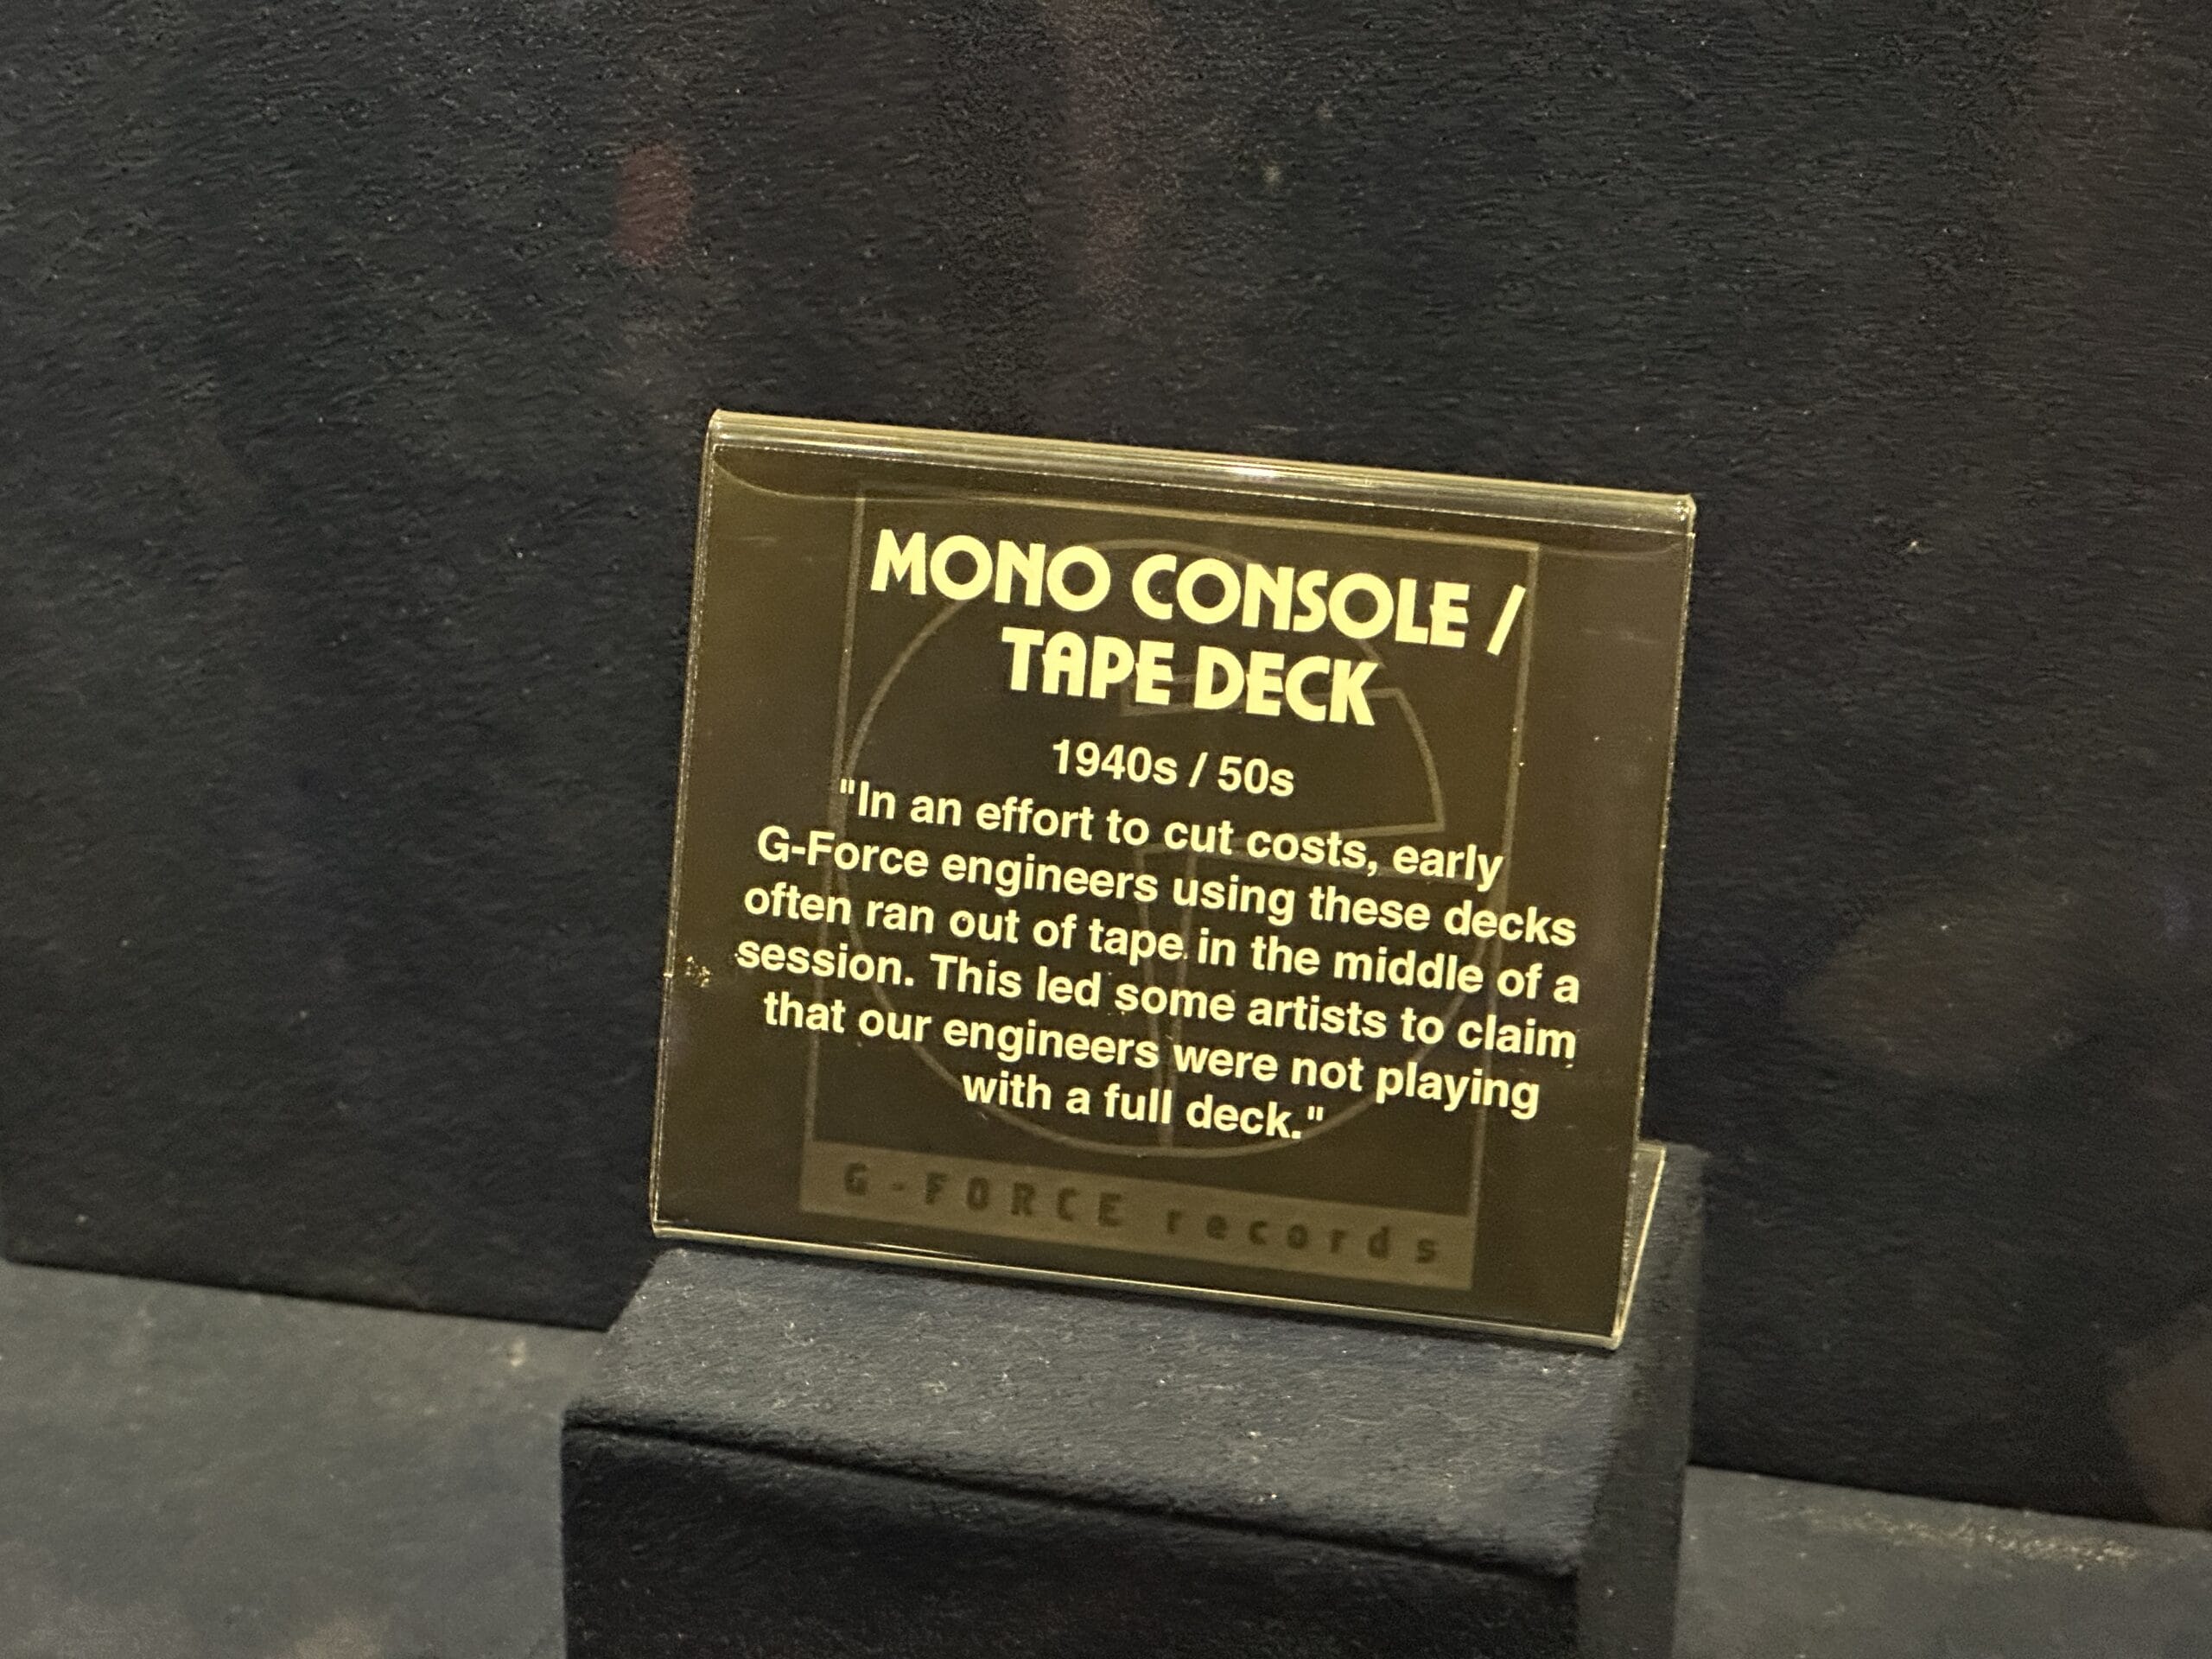 MONO CONSOLE /
TAPE DECK
1940s / 50s
"In an effort to cut costs, early
G-Force engineers using these decks
often ran out of tape in the middle of a
session. This led some artists to claim
that our engineers were not playing
with a full deck."
G-FORCE records